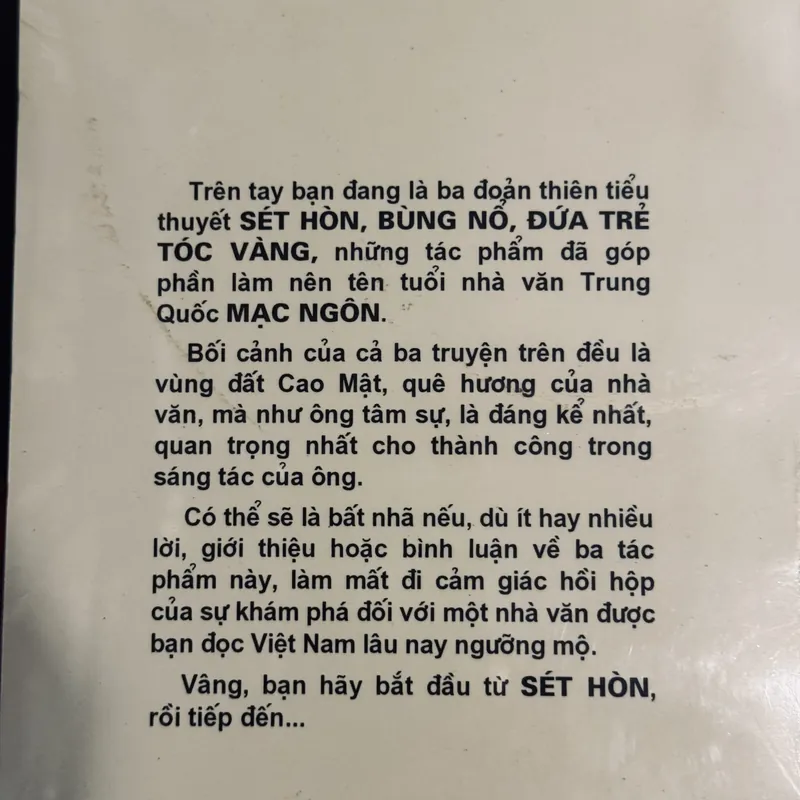 Trên tay bạn đang là ba đoản thiên tiểu
thuyết SÉT HÒN, BÙNG NỔ, ĐỨA TRẺ
TÓC VÀNG, những tác phẩm đã góp
phần làm nên tên tuổi nhà văn Trung
Quốc MẠC NGÔN.
Bối cảnh của cả ba truyện trên đều là
vùng đất Cao Mật, quê hương của nhà
văn, mà như ông tâm sự, là đáng kể nhất,
quan trọng nhất cho thành công trong
sáng tác của ông.
Có thể sẽ là bất nhã nếu, dù ít hay nhiều
lời, giới thiệu hoặc bình luận về ba tác
phẩm này, làm mất đi cảm giác hồi hộp
của sự khám phá đối với một nhà văn được
bạn đọc Việt Nam lâu nay ngưỡng mộ.
Vâng, bạn hãy bắt đầu từ SÉT HÒN,
rồi tiếp đến...